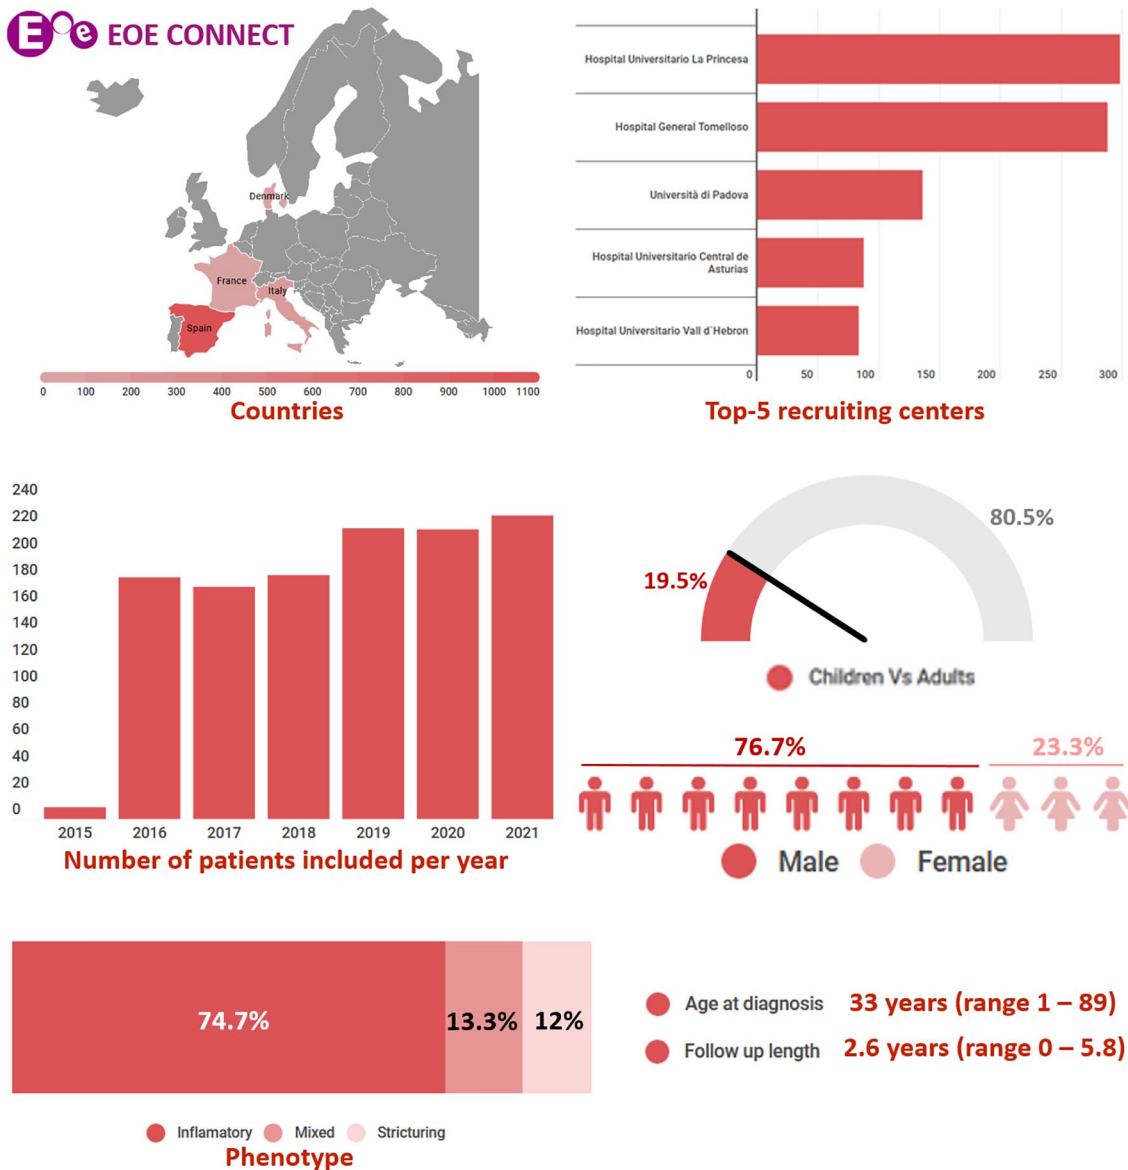 EOE CONNECT
Denmark
France
Italy
Spain
0 100 200 300 400 500 600 700 800 900 1000 1100
Countries
Hospital Universitario La Princesa
Hospital General Tomelloso
Università di Padova
Hospital Universitario Central de
Asturias
Hospital Universitario Vall d´Hebron
0 50 100 150 200 250 300
Top-5 recruiting centers
240
220
200
180
160
140
120
100
80
60
40
20
0
2015 2016 2017 2018 2019 2020 2021
Number of patients included per year
80.5%
19.5%
Children Vs Adults
76.7% 23.3%
Male Female
74.7% 13.3% 12%
Inflamatory Mixed Stricturing
Phenotype
Age at diagnosis 33 years (range 1 – 89)
Follow up length 2.6 years (range 0 – 5.8)